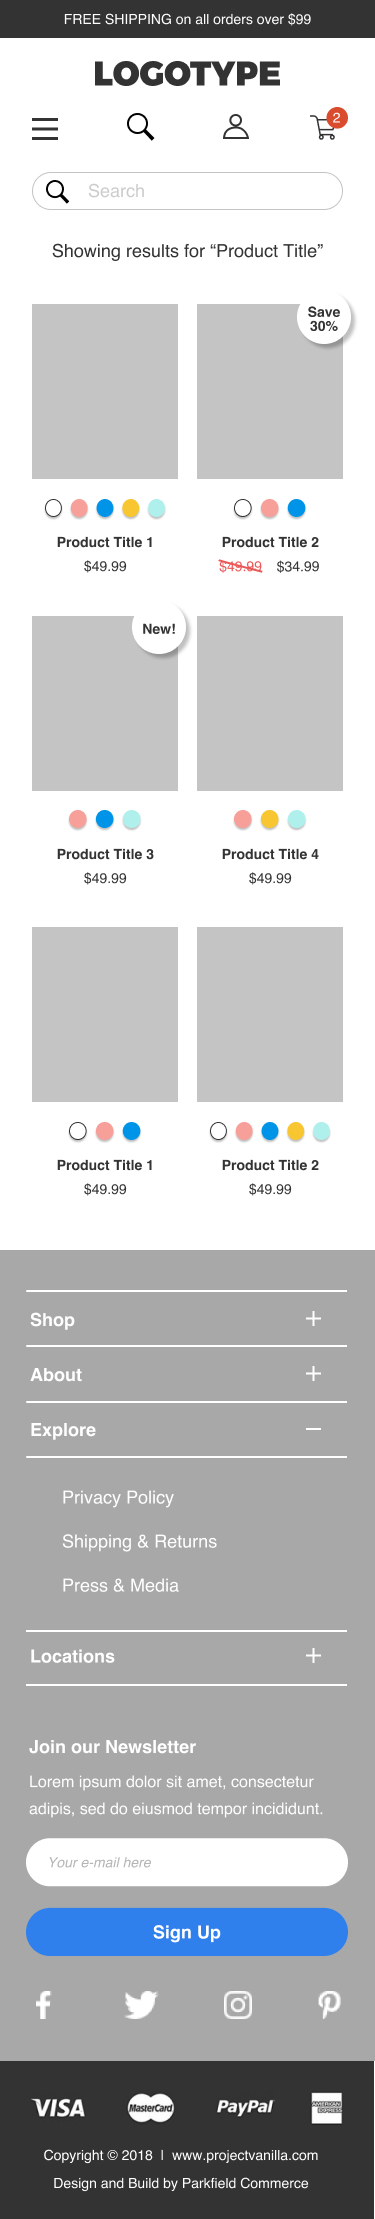 FREE SHIPPING on all orders over $99
LOGOTYPE
2
Search
Showing results for “Product Title”
Save
30%
Product Title 1
$49.99
Product Title 2
$49.99 $34.99
New!
Product Title 3
$49.99
Product Title 4
$49.99
Product Title 1
$49.99
Product Title 2
$49.99
Shop
About
Explore
Privacy Policy
Shipping & Returns
Press & Media
Locations
Join our Newsletter
Lorem ipsum dolor sit amet, consectetur
adipis, sed do eiusmod tempor incididunt.
Your e-mail here
Sign Up
VISA MasterCard PayPal AMERICAN EXPRESS
Copyright © 2018 | www.projectvanilla.com
Design and Build by Parkfield Commerce